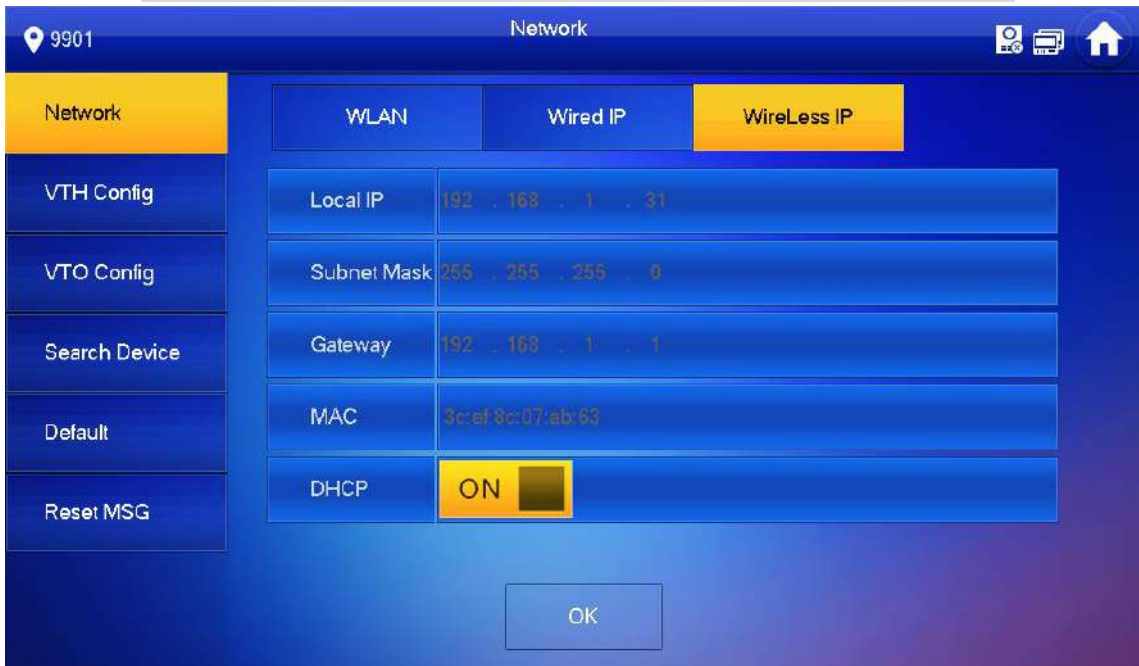 9901
Network
Network
WLAN
Wired IP
WireLess IP
VTH Config
Local IP 192 . 168 . 1 . 31
VTO Config
Subnet Mask 255 . 255 . 255 . 0
Search Device
Gateway 192 . 168 . 1 . 1
Default
MAC 3c:ef:8c:07:ab:63
Reset MSG
DHCP ON
OK